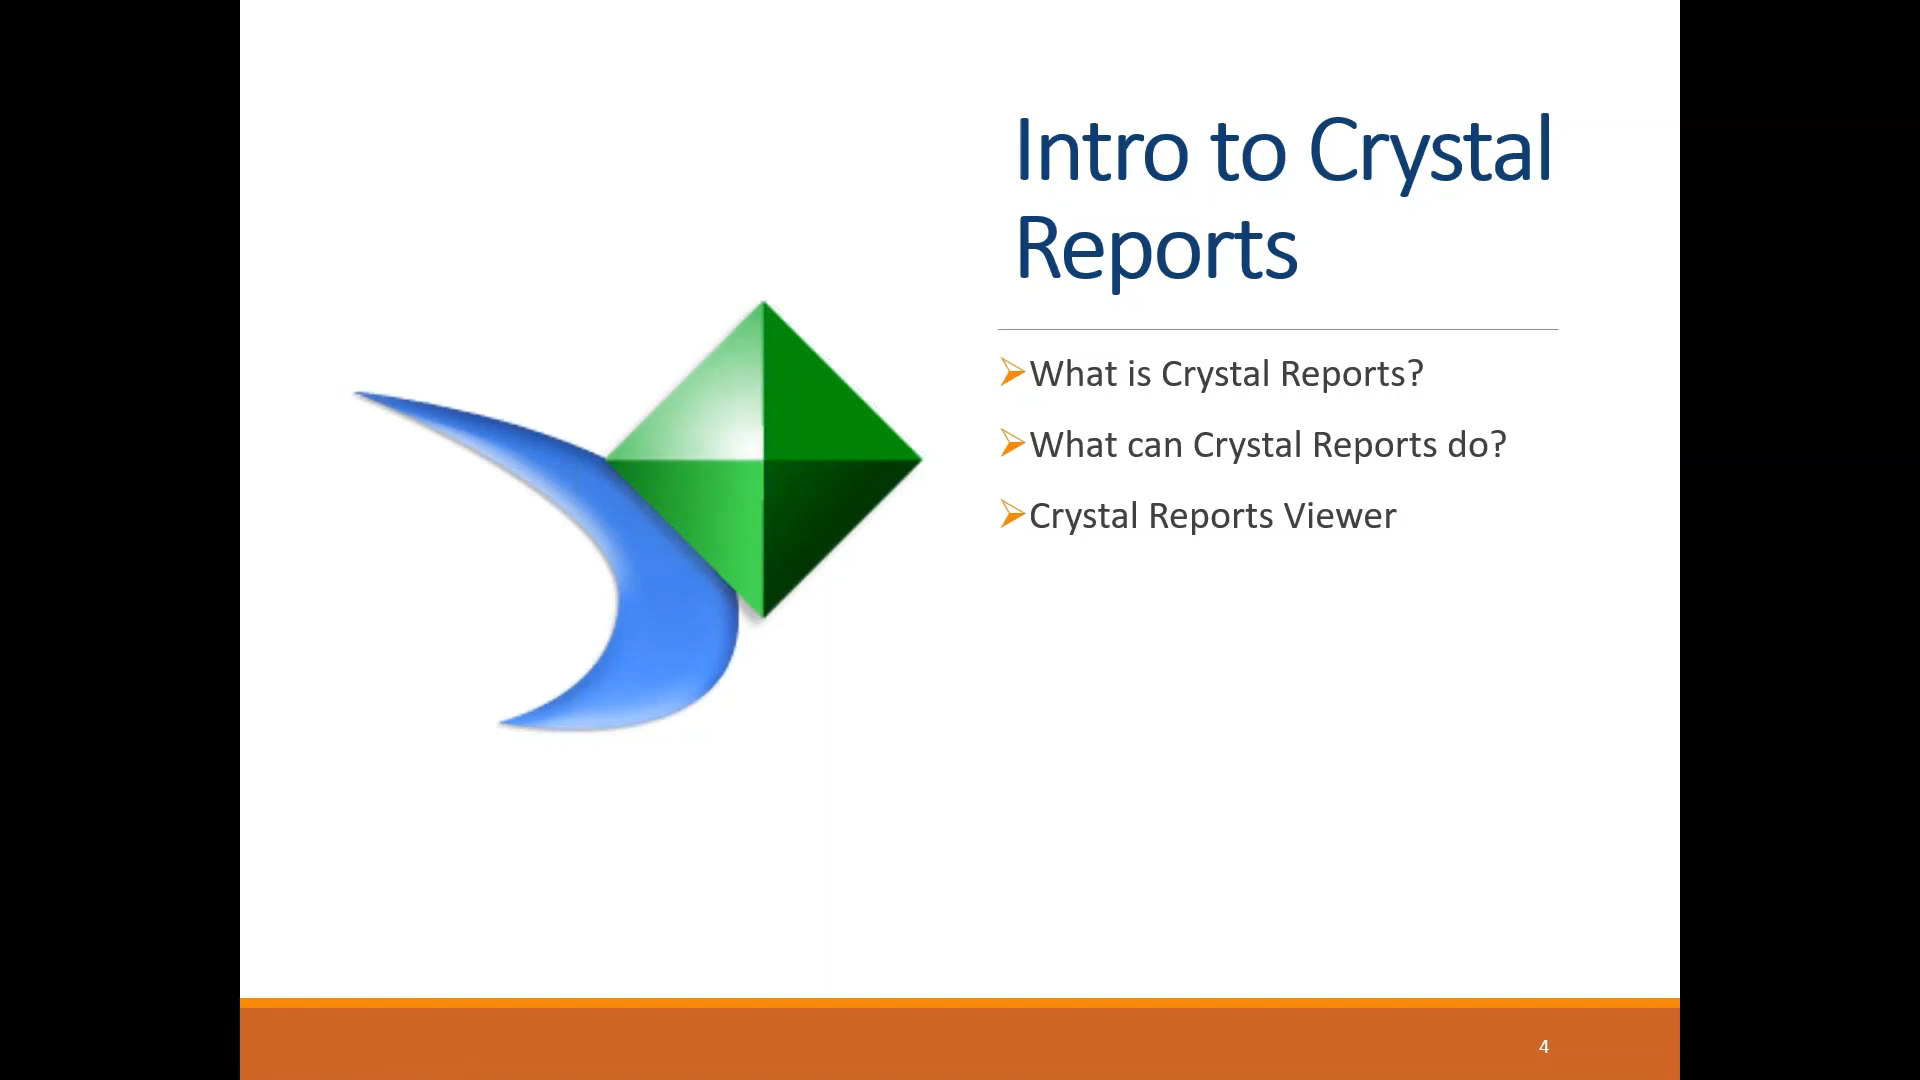 Intro to Crystal
Reports
What is Crystal Reports?
What can Crystal Reports do?
Crystal Reports Viewer
4